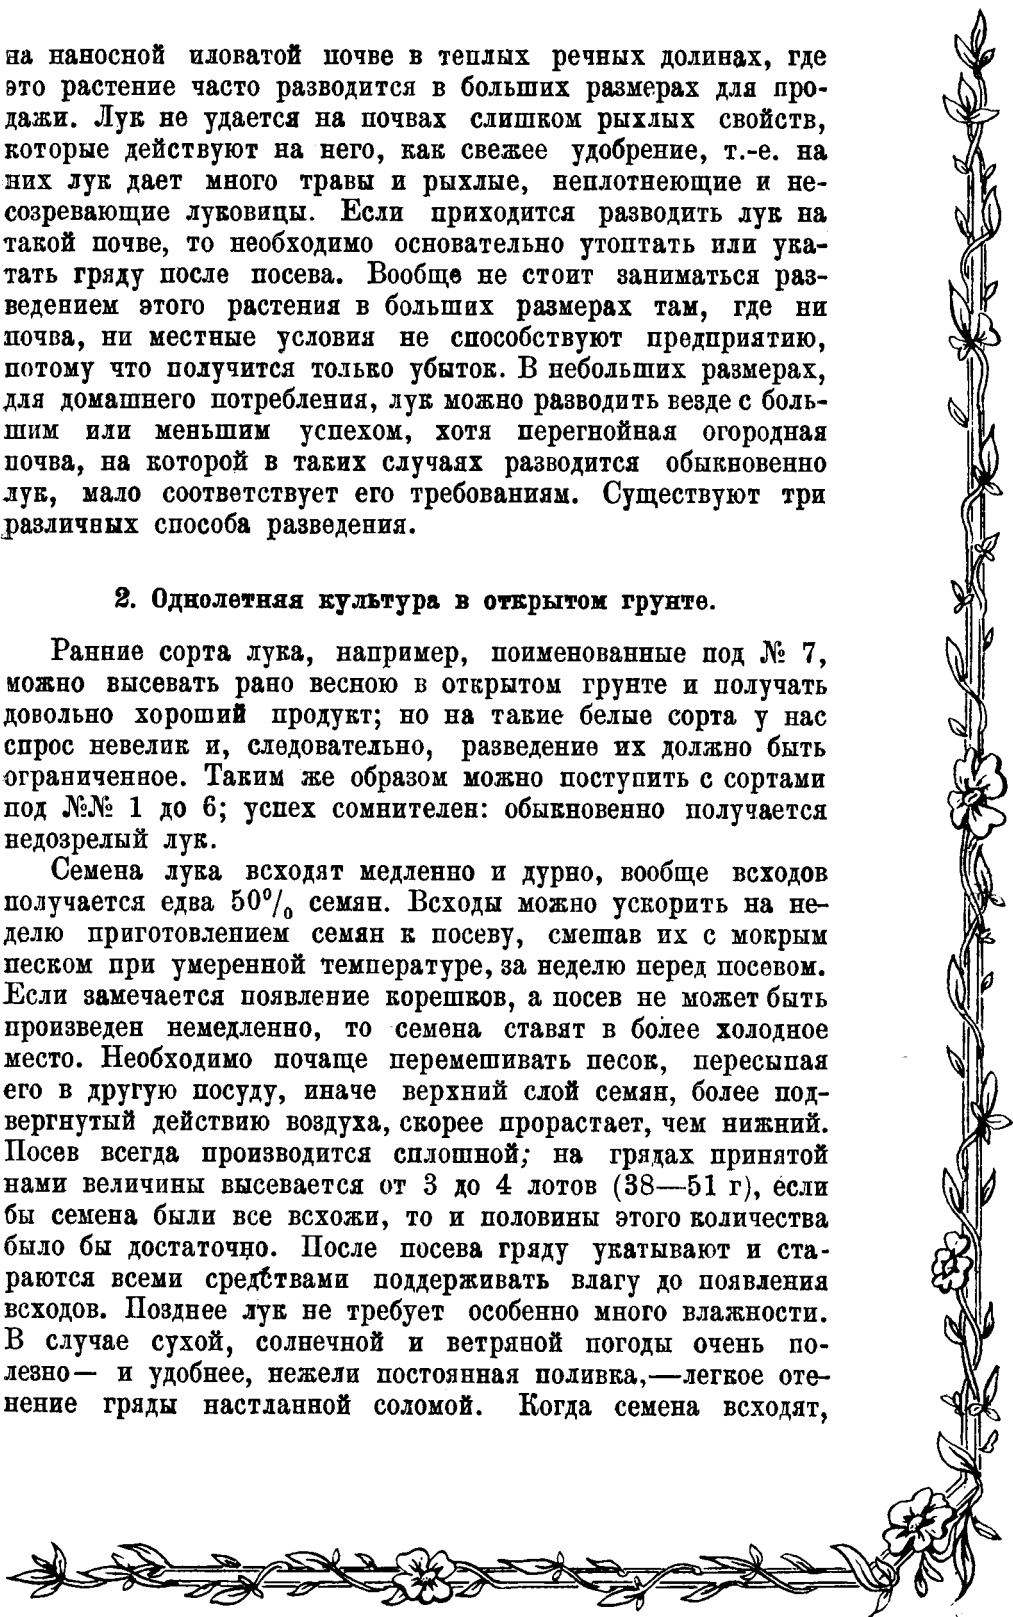 на наносной иловатой почве в теплых речных долинах, где
это растение часто разводится в больших размерах для про-
дажи. Лук не удается на почвах слишком рыхлых свойств,
которые действуют на него, как свежее удобрение, т.-е. на
них лук дает много травы и рыхлые, неплотнеющие и не-
созревающие луковицы. Если приходится разводить лук на
такой почве, то необходимо основательно утоптать или ука-
тать гряду после посева. Вообще не стоит заниматься раз-
ведением этого растения в больших размерах там, где ни
почва, ни местные условия не способствуют предприятию,
потому что получится только убыток. В небольших размерах,
для домашнего потребления, лук можно разводить везде с боль-
шим или меньшим успехом, хотя перегнойная огородная
почва, на которой в таких случаях разводится обыкновенно
лук, мало соответствует его требованиям. Существуют три
различных способа разведения.
2. Однолетняя культура в открытом грунте.
Ранние сорта лука, например, поименованные под № 7,
можно высевать рано весною в открытом грунте и получать
довольно хороший продукт; но на такие белые сорта у нас
спрос невелик и, следовательно, разведение их должно быть
ограниченное. Таким же образом можно поступить с сортами
под №№ 1 до 6; успех сомнителен: обыкновенно получается
недозрелый лук.
Семена лука всходят медленно и дурно, вообще всходов
получается едва 50% семян. Всходы можно ускорить на не-
делю приготовлением семян к посеву, смешав их с мокрым
песком при умеренной температуре, за неделю перед посевом.
Если замечается появление корешков, а посев не может быть
произведен немедленно, то семена ставят в более холодное
место. Необходимо почаще перемешивать песок, пересыпая
его в другую посуду, иначе верхний слой семян, более под-
вергнутый действию воздуха, скорее прорастает, чем нижний.
Посев всегда производится сплошной; на грядах принятой
нами величины высевается от 3 до 4 лотов (38—51 г), если
бы семена были все всхожи, то и половины этого количества
было бы достаточно. После посева гряду укатывают и ста-
раются всеми средствами поддерживать влагу до появления
всходов. Позднее лук не требует особенно много влажности.
В случае сухой, солнечной и ветряной погоды очень по-
лезно— и удобнее, нежели постоянная поливка,—легкое оте-
нение гряды настланной соломой. Когда семена всходят,